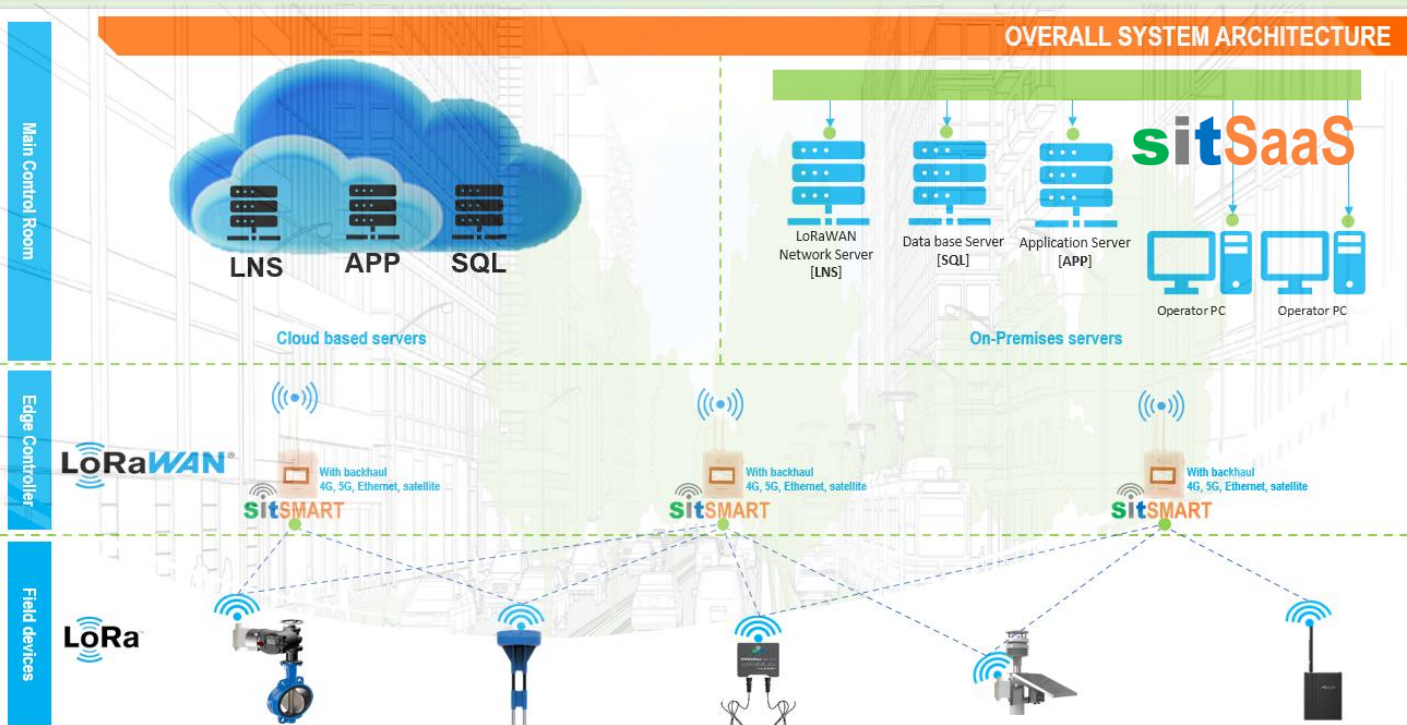 OVERALL SYSTEM ARCHITECTURE
Main Control Room
LNS
APP
SQL
Cloud based servers
sitSaaS
LoRaWAN
Network Server
[LNS]
Data base Server
[SQL]
Application Server
[APP]
Operator PC
Operator PC
On-Premises servers
Edge Controller
LoRaWAN®
With backhaul
4G, 5G, Ethernet, satellite
sitSMART
With backhaul
4G, 5G, Ethernet, satellite
sitSMART
With backhaul
4G, 5G, Ethernet, satellite
sitSMART
Field devices
LoRa